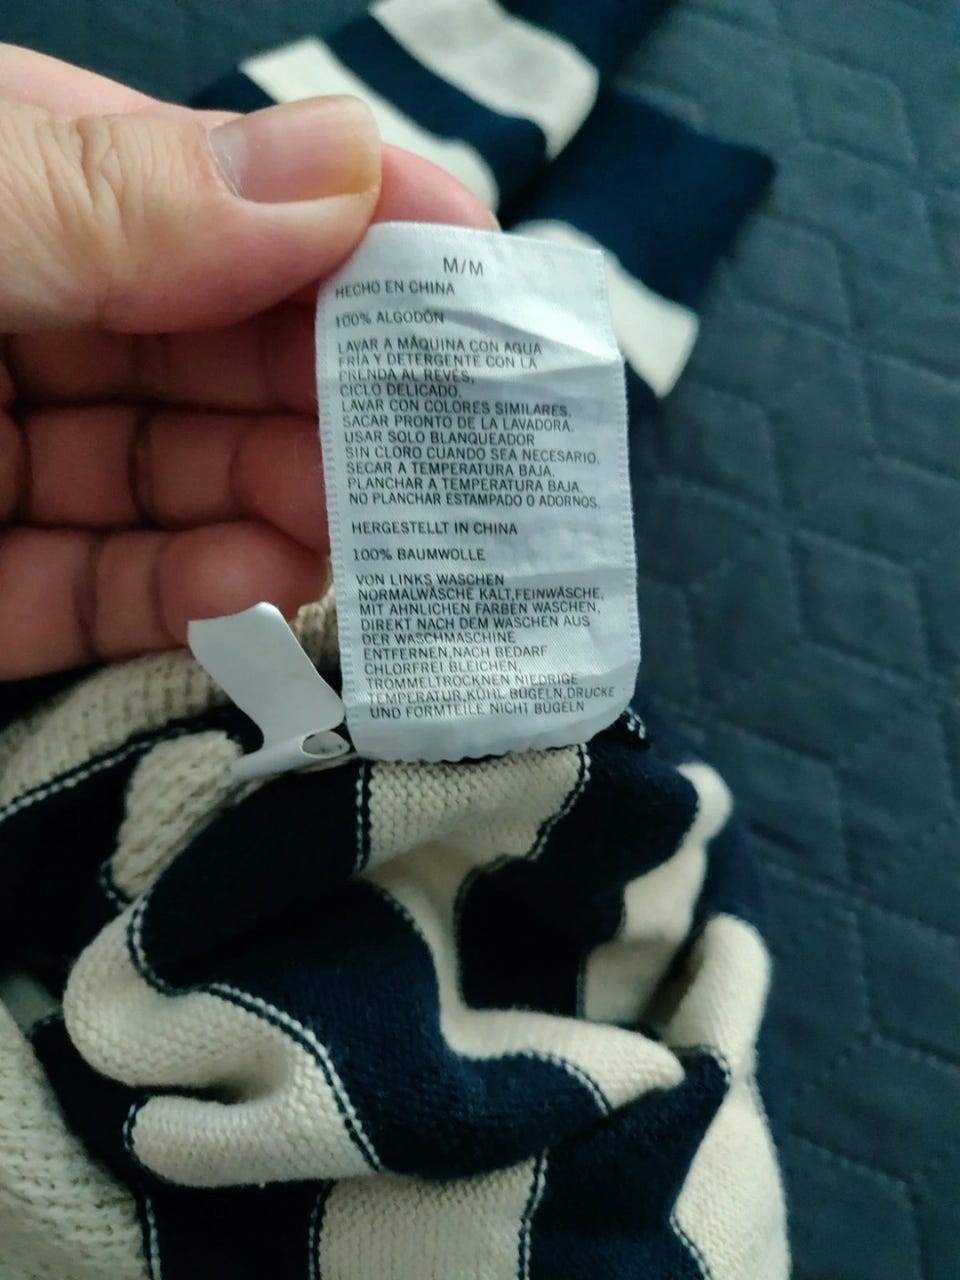 M/M
HECHO EN CHINA
100% ALGODÓN
LAVAR A MÁQUINA CON AGUA
FRÍA Y DETERGENTE CON LA
PRENDA AL REVÉS,
CICLO DELICADO.
LAVAR CON COLORES SIMILARES.
SACAR PRONTO DE LA LAVADORA.
USAR SOLO BLANQUEADOR
SIN CLORO CUANDO SEA NECESARIO.
SECAR A TEMPERATURA BAJA.
PLANCHAR A TEMPERATURA BAJA.
NO PLANCHAR ESTAMPADO O ADORNOS.
HERGESTELLT IN CHINA
100% BAUMWOLLE
VON LINKS WASCHEN
NORMALWÄSCHE KALT,FEINWÄSCHE,
MIT AHNLICHEN FARBEN WASCHEN,
DIREKT NACH DEM WASCHEN AUS
DER WASCHMASCHINE
ENTFERNEN,NACH BEDARF
CHLORFREI BLEICHEN,
TROMMELTROCKNEN NIEDRIGE
TEMPERATUR,KÜHL BÜGELN,DRUCKE
UND FORMTEILE NICHT BÜGELN